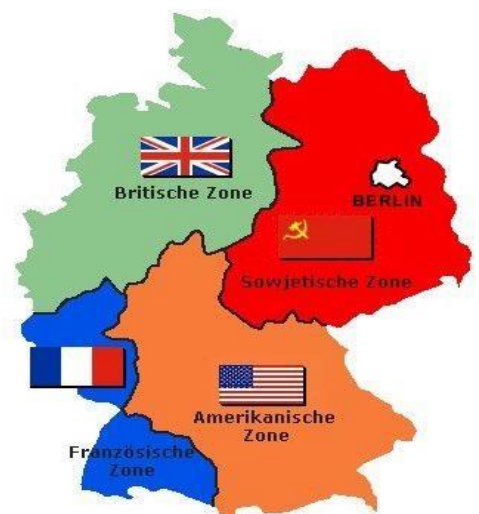 Britische Zone
BERLIN
Sowjetische Zone
Amerikanische
Zone
Französische
Zone